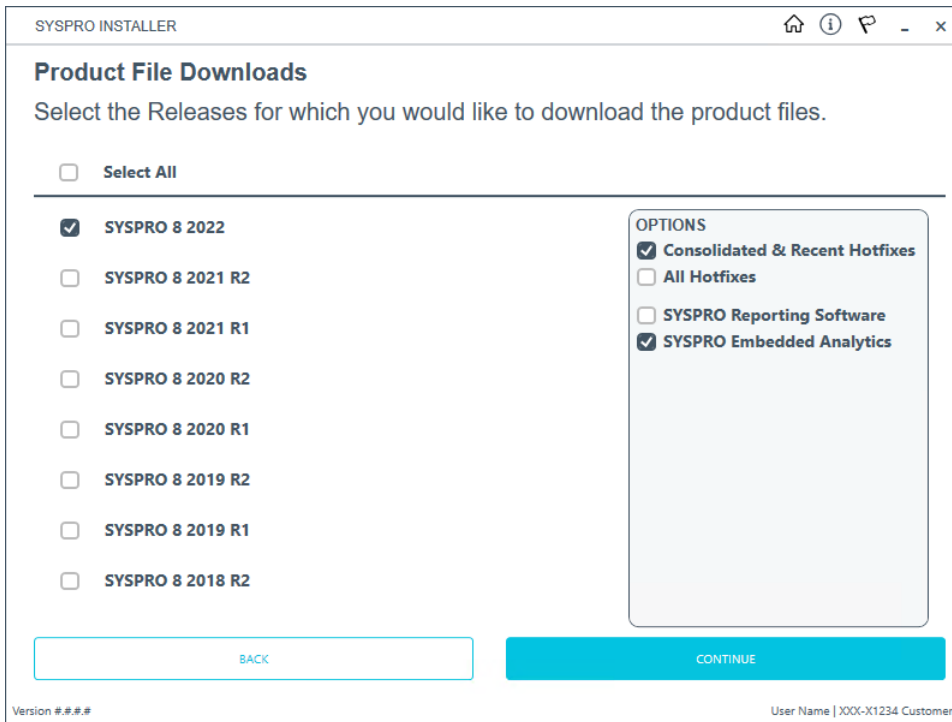 SYSPRO INSTALLER
Product File Downloads
Select the Releases for which you would like to download the product files.
Select All
SYSPRO 8 2022
SYSPRO 8 2021 R2
SYSPRO 8 2021 R1
SYSPRO 8 2020 R2
SYSPRO 8 2020 R1
SYSPRO 8 2019 R2
SYSPRO 8 2019 R1
SYSPRO 8 2018 R2
OPTIONS
Consolidated & Recent Hotfixes
All Hotfixes
SYSPRO Reporting Software
SYSPRO Embedded Analytics
BACK
CONTINUE
Version #.#.#.#
User Name | XXX-X1234 Customer